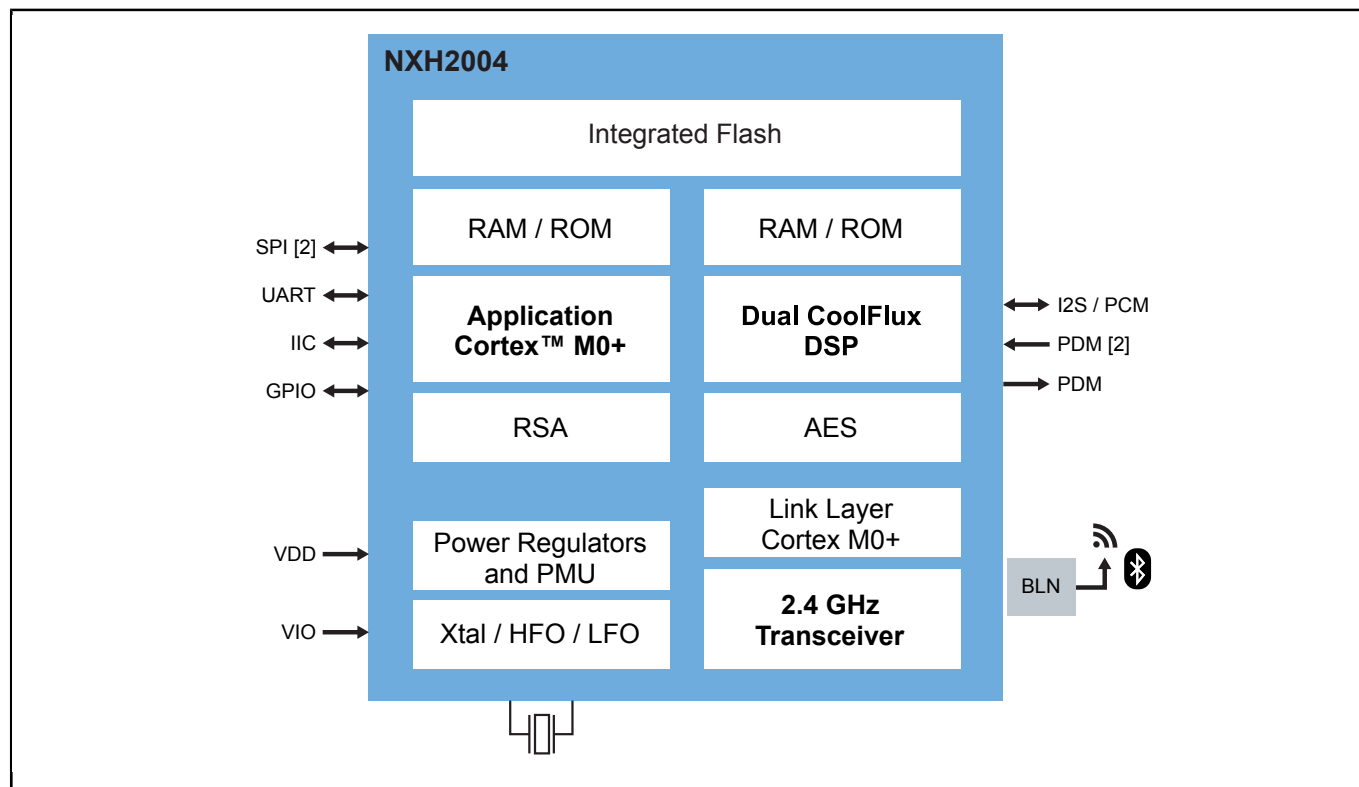 NXH2004
Integrated Flash
RAM / ROM
RAM / ROM
SPI [2]
UART
IIC
GPIO
Application
Cortex™ M0+
Dual CoolFlux
DSP
I2S / PCM
PDM [2]
PDM
RSA
AES
Link Layer
Cortex M0+
VDD
Power Regulators
and PMU
BLN
VIO
Xtal / HFO / LFO
2.4 GHz
Transceiver